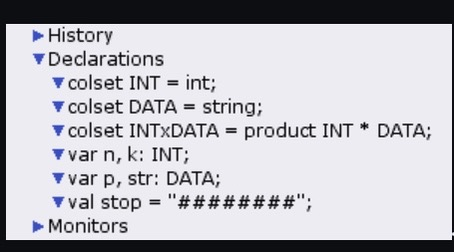 History
Declarations
colset INT = int;
colset DATA = string;
colset INTxDATA = product INT * DATA;
var n, k: INT;
var p, str: DATA;
val stop = "########";
Monitors